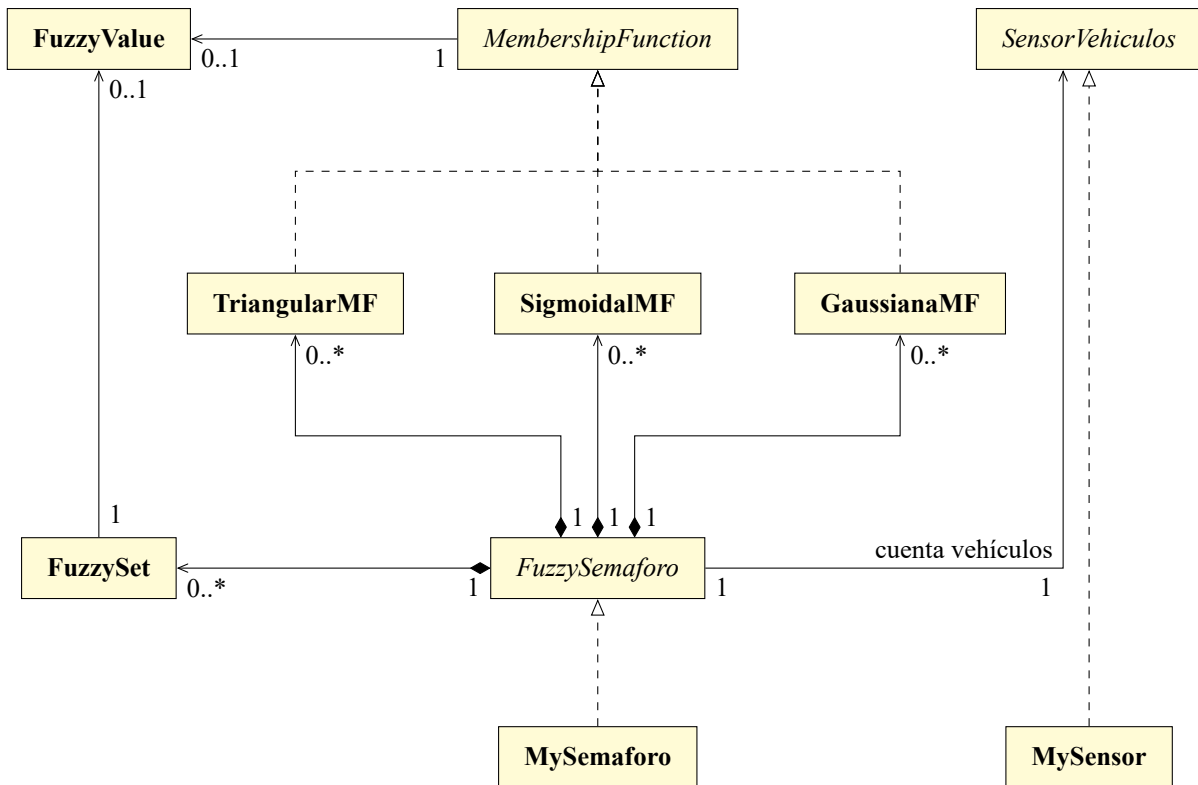 FuzzyValue
MembershipFunction
SensorVehiculos
0..1
1
0..1
TriangularMF
SigmoidalMF
GaussianaMF
0..*
0..*
0..*
1
1
1
1
FuzzySet
FuzzySemaforo
cuenta vehículos
0..*
1
1
1
MySemaforo
MySensor